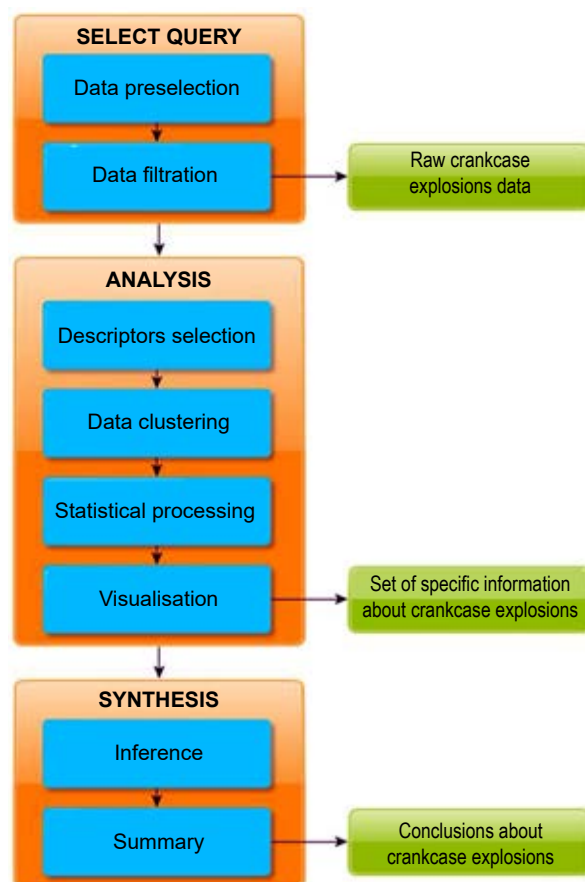 SELECT QUERY
Data preselection
Data filtration
Raw crankcase
explosions data
ANALYSIS
Descriptors selection
Data clustering
Statistical processing
Visualisation
Set of specific information
about crankcase explosions
SYNTHESIS
Inference
Summary
Conclusions about
crankcase explosions